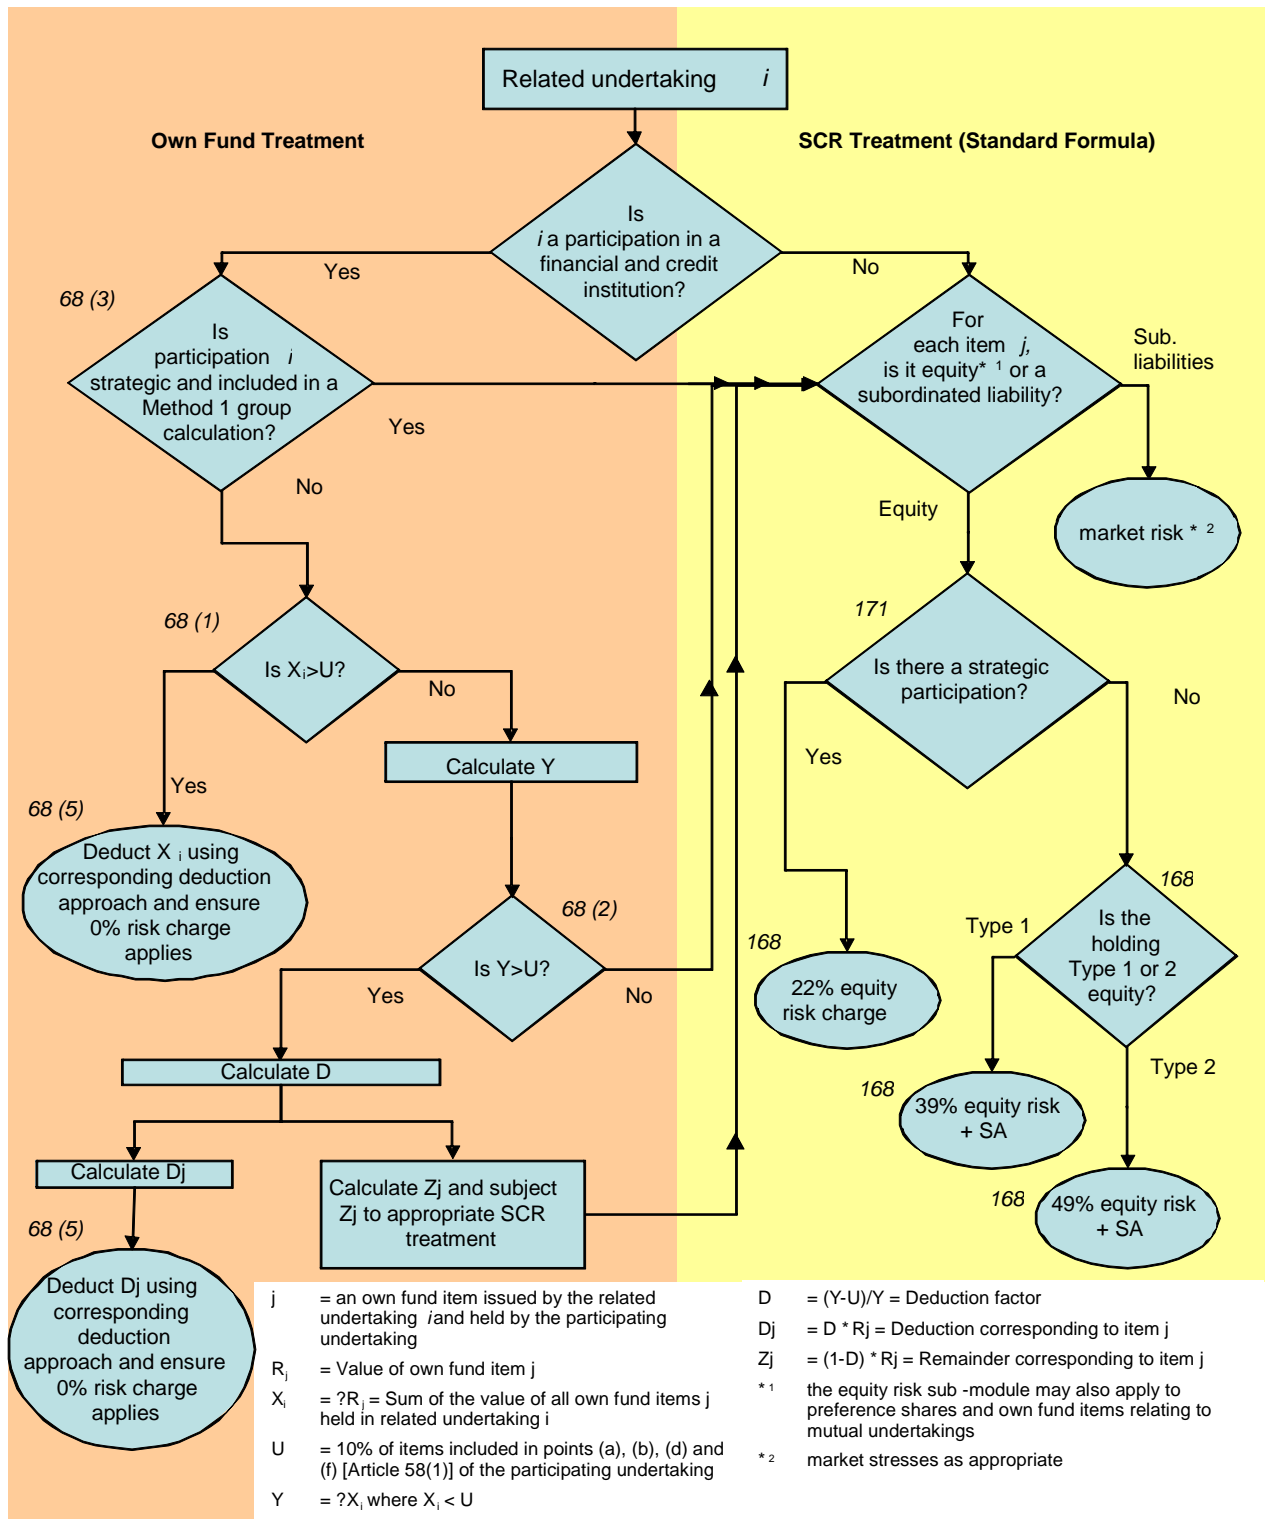 Related undertaking i
Own Fund Treatment
SCR Treatment (Standard Formula)
Is
i a participation in a
financial and credit
institution?
Yes
No
68 (3)
Is
participation i
strategic and included in a
Method 1 group
calculation?
Yes
No
For
each item j,
is it equity* 1 or a
subordinated liability?
Sub.
liabilities
Equity
market risk * 2
68 (1)
Is Xi>U?
No
Yes
171
Is there a strategic
participation?
No
Yes
Calculate Y
68 (5)
Deduct X i using
corresponding deduction
approach and ensure
0% risk charge
applies
68 (2)
Is Y>U?
Yes
No
168
Is the
holding
Type 1 or 2
equity?
Type 1
168
22% equity
risk charge
Type 2
Calculate D
168
39% equity risk
+ SA
Calculate Dj
Calculate Zj and subject
Zj to appropriate SCR
treatment
168
49% equity risk
+ SA
68 (5)
Deduct Dj using
corresponding
deduction
approach and ensure
0% risk charge
applies
j = an own fund item issued by the related
undertaking i and held by the participating
undertaking
Rj = Value of own fund item j
Xi = ?Rj = Sum of the value of all own fund items j
held in related undertaking i
U = 10% of items included in points (a), (b), (d) and
(f) [Article 58(1)] of the participating undertaking
Y = ?Xi where Xi < U
D = (Y-U)/Y = Deduction factor
Dj = D * Rj = Deduction corresponding to item j
Zj = (1-D) * Rj = Remainder corresponding to item j
* 1 the equity risk sub -module may also apply to
preference shares and own fund items relating to
mutual undertakings
* 2 market stresses as appropriate